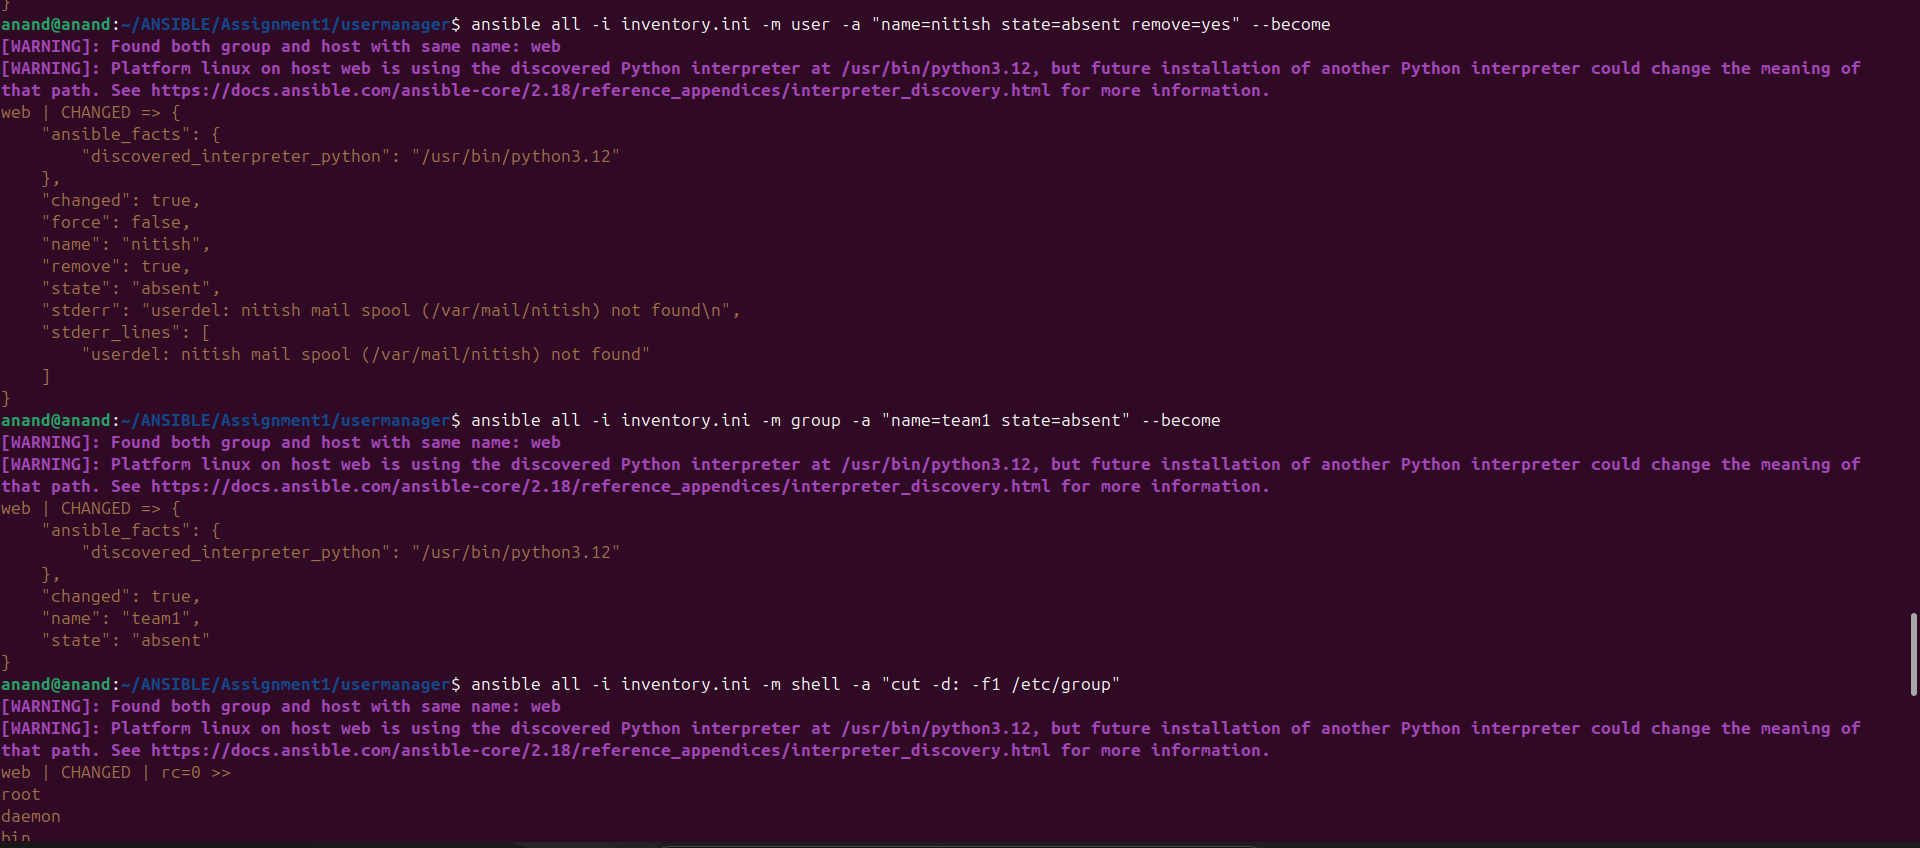 }
anand@anand:~/ANSIBLE/Assignment1/usermanager$ ansible all -i inventory.ini -m user -a "name=nitish state=absent remove=yes" --become
[WARNING]: Found both group and host with same name: web
[WARNING]: Platform linux on host web is using the discovered Python interpreter at /usr/bin/python3.12, but future installation of another Python interpreter could change the meaning of
that path. See https://docs.ansible.com/ansible-core/2.18/reference_appendices/interpreter_discovery.html for more information.
web | CHANGED => {
    "ansible_facts": {
        "discovered_interpreter_python": "/usr/bin/python3.12"
    },
    "changed": true,
    "force": false,
    "name": "nitish",
    "remove": true,
    "state": "absent",
    "stderr": "userdel: nitish mail spool (/var/mail/nitish) not found\n",
    "stderr_lines": [
        "userdel: nitish mail spool (/var/mail/nitish) not found"
    ]
}
anand@anand:~/ANSIBLE/Assignment1/usermanager$ ansible all -i inventory.ini -m group -a "name=team1 state=absent" --become
[WARNING]: Found both group and host with same name: web
[WARNING]: Platform linux on host web is using the discovered Python interpreter at /usr/bin/python3.12, but future installation of another Python interpreter could change the meaning of
that path. See https://docs.ansible.com/ansible-core/2.18/reference_appendices/interpreter_discovery.html for more information.
web | CHANGED => {
    "ansible_facts": {
        "discovered_interpreter_python": "/usr/bin/python3.12"
    },
    "changed": true,
    "name": "team1",
    "state": "absent"
}
anand@anand:~/ANSIBLE/Assignment1/usermanager$ ansible all -i inventory.ini -m shell -a "cut -d: -f1 /etc/group"
[WARNING]: Found both group and host with same name: web
[WARNING]: Platform linux on host web is using the discovered Python interpreter at /usr/bin/python3.12, but future installation of another Python interpreter could change the meaning of
that path. See https://docs.ansible.com/ansible-core/2.18/reference_appendices/interpreter_discovery.html for more information.
web | CHANGED | rc=0 >>
root
daemon
bin